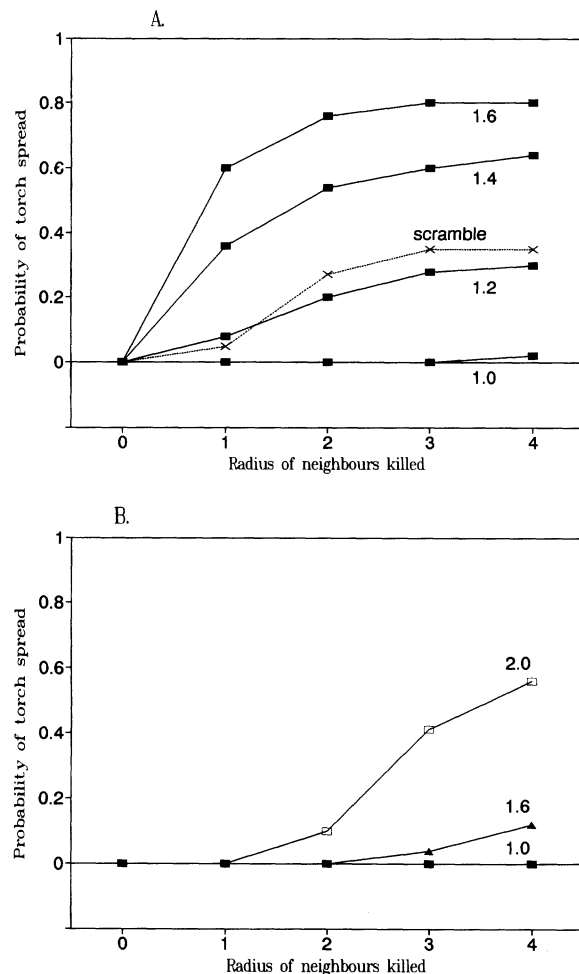 A.
Probability of torch spread
1
0.8
0.6
0.4
0.2
0
1.6
1.4
scramble
1.2
1.0
0 1 2 3 4
Radius of neighbours killed
B.
Probability of torch spread
1
0.8
0.6
0.4
0.2
0
2.0
1.6
1.0
0 1 2 3 4
Radius of neighbours killed